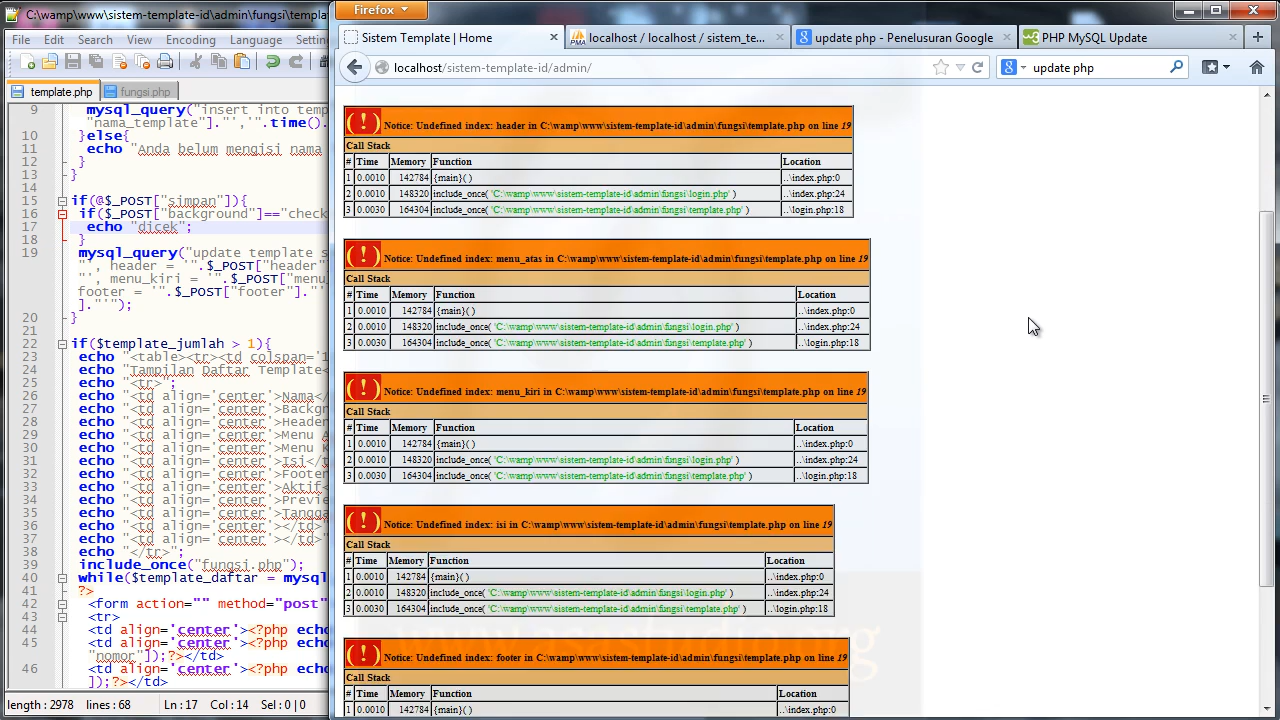 C:\wamp\www\sistem-template-id\admin\fungsi\templat
File Edit Search View Encoding Language Settin
template.php fungsi.php
9 mysql_query("insert into temp
"nama_template"]."','".time().
10 }else{
11 echo "Anda belum mengisi nama
12 }
13 }
14
15 if(@$_POST["simpan"]){
16 if($_POST["background"]=="check
17 echo "dicek";
18 }
19 mysql_query("update template s
"', header = '".$_POST["header"
"', menu_kiri = '".$_POST["menu
footer = '".$_POST["footer"]."'
]."'");
20 }
21
22 if($template_jumlah > 1){
23 echo "<table><tr><td colspan='1
24 echo "Tampilan Daftar Template<
25 echo "<tr>";
26 echo "<td align='center'>Nama</
27 echo "<td align='center'>Backgr
28 echo "<td align='center'>Header
29 echo "<td align='center'>Menu A
30 echo "<td align='center'>Menu K
31 echo "<td align='center'>Isi</t
32 echo "<td align='center'>Footer
33 echo "<td align='center'>Aktif<
34 echo "<td align='center'>Previe
35 echo "<td align='center'>Tangga
36 echo "<td align='center'></td>"
37 echo "<td align='center'></td>"
38 echo "</tr>";
39 include_once("fungsi.php");
40 while($template_daftar = mysql
41 ?>
42 <form action="" method="post"
43 <tr>
44 <td align='center'><?php echo
45 <td align='center'><?php echo
"nomor"]);?></td>
46 <td align='center'><?php echo
]);?></td>
length : 2978 lines : 68 Ln : 17 Col : 14 Sel : 0 | 0
Firefox
Sistem Template | Home
localhost / localhost / sistem_te...
update php - Penelusuran Google
PHP MySQL Update
localhost/sistem-template-id/admin/
update php
( ! ) Notice: Undefined index: header in C:\wamp\www\sistem-template-id\admin\fungsi\template.php on line 19
Call Stack
# Time Memory Function Location
1 0.0010 142784 {main}( ) ..\index.php:0
2 0.0010 148320 include_once( 'C:\wamp\www\sistem-template-id\admin\fungsi\login.php' ) ..\index.php:24
3 0.0030 164304 include_once( 'C:\wamp\www\sistem-template-id\admin\fungsi\template.php' ) ..\login.php:18
( ! ) Notice: Undefined index: menu_atas in C:\wamp\www\sistem-template-id\admin\fungsi\template.php on line 19
Call Stack
# Time Memory Function Location
1 0.0010 142784 {main}( ) ..\index.php:0
2 0.0010 148320 include_once( 'C:\wamp\www\sistem-template-id\admin\fungsi\login.php' ) ..\index.php:24
3 0.0030 164304 include_once( 'C:\wamp\www\sistem-template-id\admin\fungsi\template.php' ) ..\login.php:18
( ! ) Notice: Undefined index: menu_kiri in C:\wamp\www\sistem-template-id\admin\fungsi\template.php on line 19
Call Stack
# Time Memory Function Location
1 0.0010 142784 {main}( ) ..\index.php:0
2 0.0010 148320 include_once( 'C:\wamp\www\sistem-template-id\admin\fungsi\login.php' ) ..\index.php:24
3 0.0030 164304 include_once( 'C:\wamp\www\sistem-template-id\admin\fungsi\template.php' ) ..\login.php:18
( ! ) Notice: Undefined index: isi in C:\wamp\www\sistem-template-id\admin\fungsi\template.php on line 19
Call Stack
# Time Memory Function Location
1 0.0010 142784 {main}( ) ..\index.php:0
2 0.0010 148320 include_once( 'C:\wamp\www\sistem-template-id\admin\fungsi\login.php' ) ..\index.php:24
3 0.0030 164304 include_once( 'C:\wamp\www\sistem-template-id\admin\fungsi\template.php' ) ..\login.php:18
( ! ) Notice: Undefined index: footer in C:\wamp\www\sistem-template-id\admin\fungsi\template.php on line 19
Call Stack
# Time Memory Function Location
1 0.0010 142784 {main}( ) ..\index.php:0